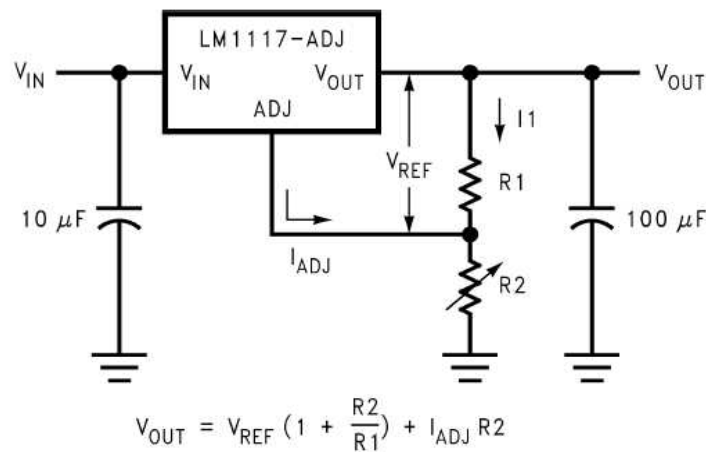 LM1117-ADJ
V_IN
V_IN
V_OUT
V_OUT
ADJ
I1
V_REF
R1
10 μF
100 μF
I_ADJ
R2
V_OUT = V_REF (1 + R2/R1) + I_ADJ R2